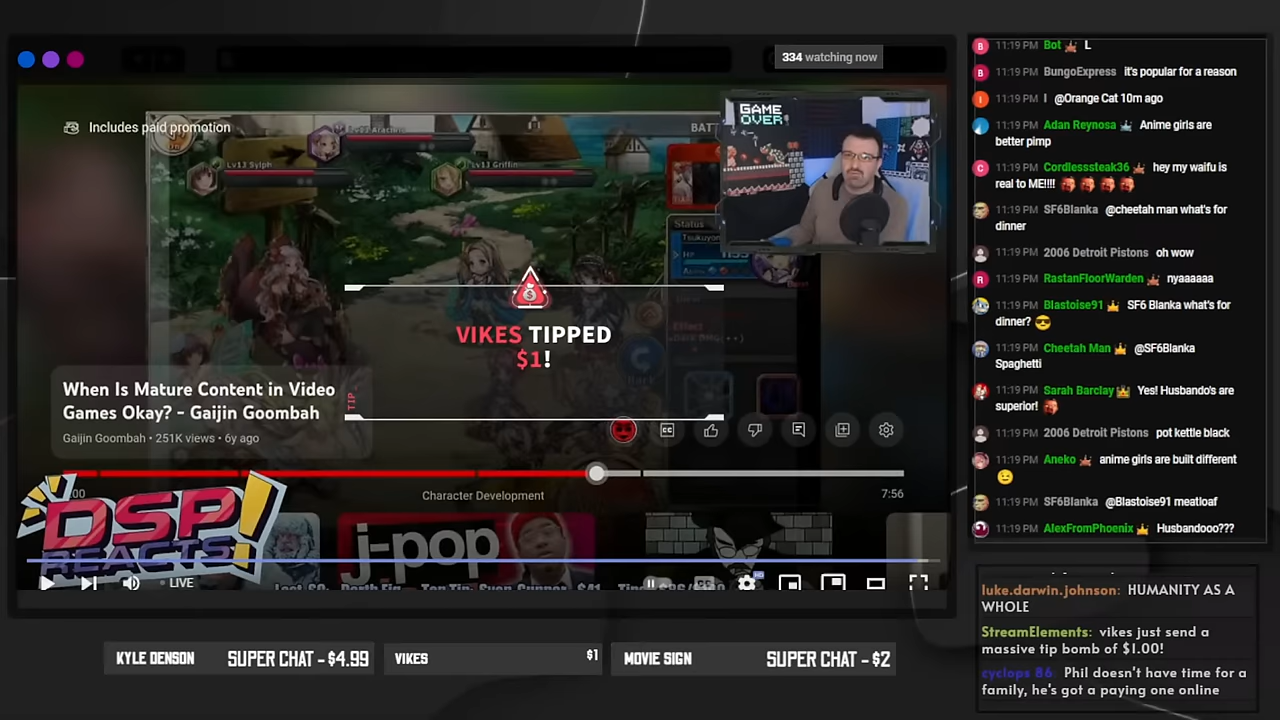 334 watching now
Includes paid promotion
Lv13 Sylph
Lv13 Griffin
BATT
GAME
OVER
Status
VIKES TIPPED
$1!
TIP
When Is Mature Content in Video
Games Okay? - Gaijin Goombah
Gaijin Goombah • 251K views • 6y ago
CC
:00
Character Development
7:56
DSP
REACTS!
j-pop
LIVE
HD
KYLE DENSON SUPER CHAT - $4.99
VIKES $1
MOVIE SIGN SUPER CHAT - $2
B 11:19 PM Bot L
B 11:19 PM BungoExpress it's popular for a reason
I 11:19 PM I @Orange Cat 10m ago
11:19 PM Adan Reynosa Anime girls are
better pimp
C 11:19 PM Cordlesssteak36 hey my waifu is
real to ME!!!!
11:19 PM SF6Blanka @cheetah man what's for
dinner
11:19 PM 2006 Detroit Pistons oh wow
R 11:19 PM RastanFloorWarden nyaaaaaa
11:19 PM Blastoise91 SF6 Blanka what's for
dinner?
11:19 PM Cheetah Man @SF6Blanka
Spaghetti
11:19 PM Sarah Barclay Yes! Husbando's are
superior!
11:19 PM 2006 Detroit Pistons pot kettle black
11:19 PM Aneko anime girls are built different
11:19 PM SF6Blanka @Blastoise91 meatloaf
11:19 PM AlexFromPhoenix Husbandooo???
luke.darwin.johnson: HUMANITY AS A
WHOLE
StreamElements: vikes just send a
massive tip bomb of $1.00!
cyclops 86: Phil doesn't have time for a
family, he's got a paying one online